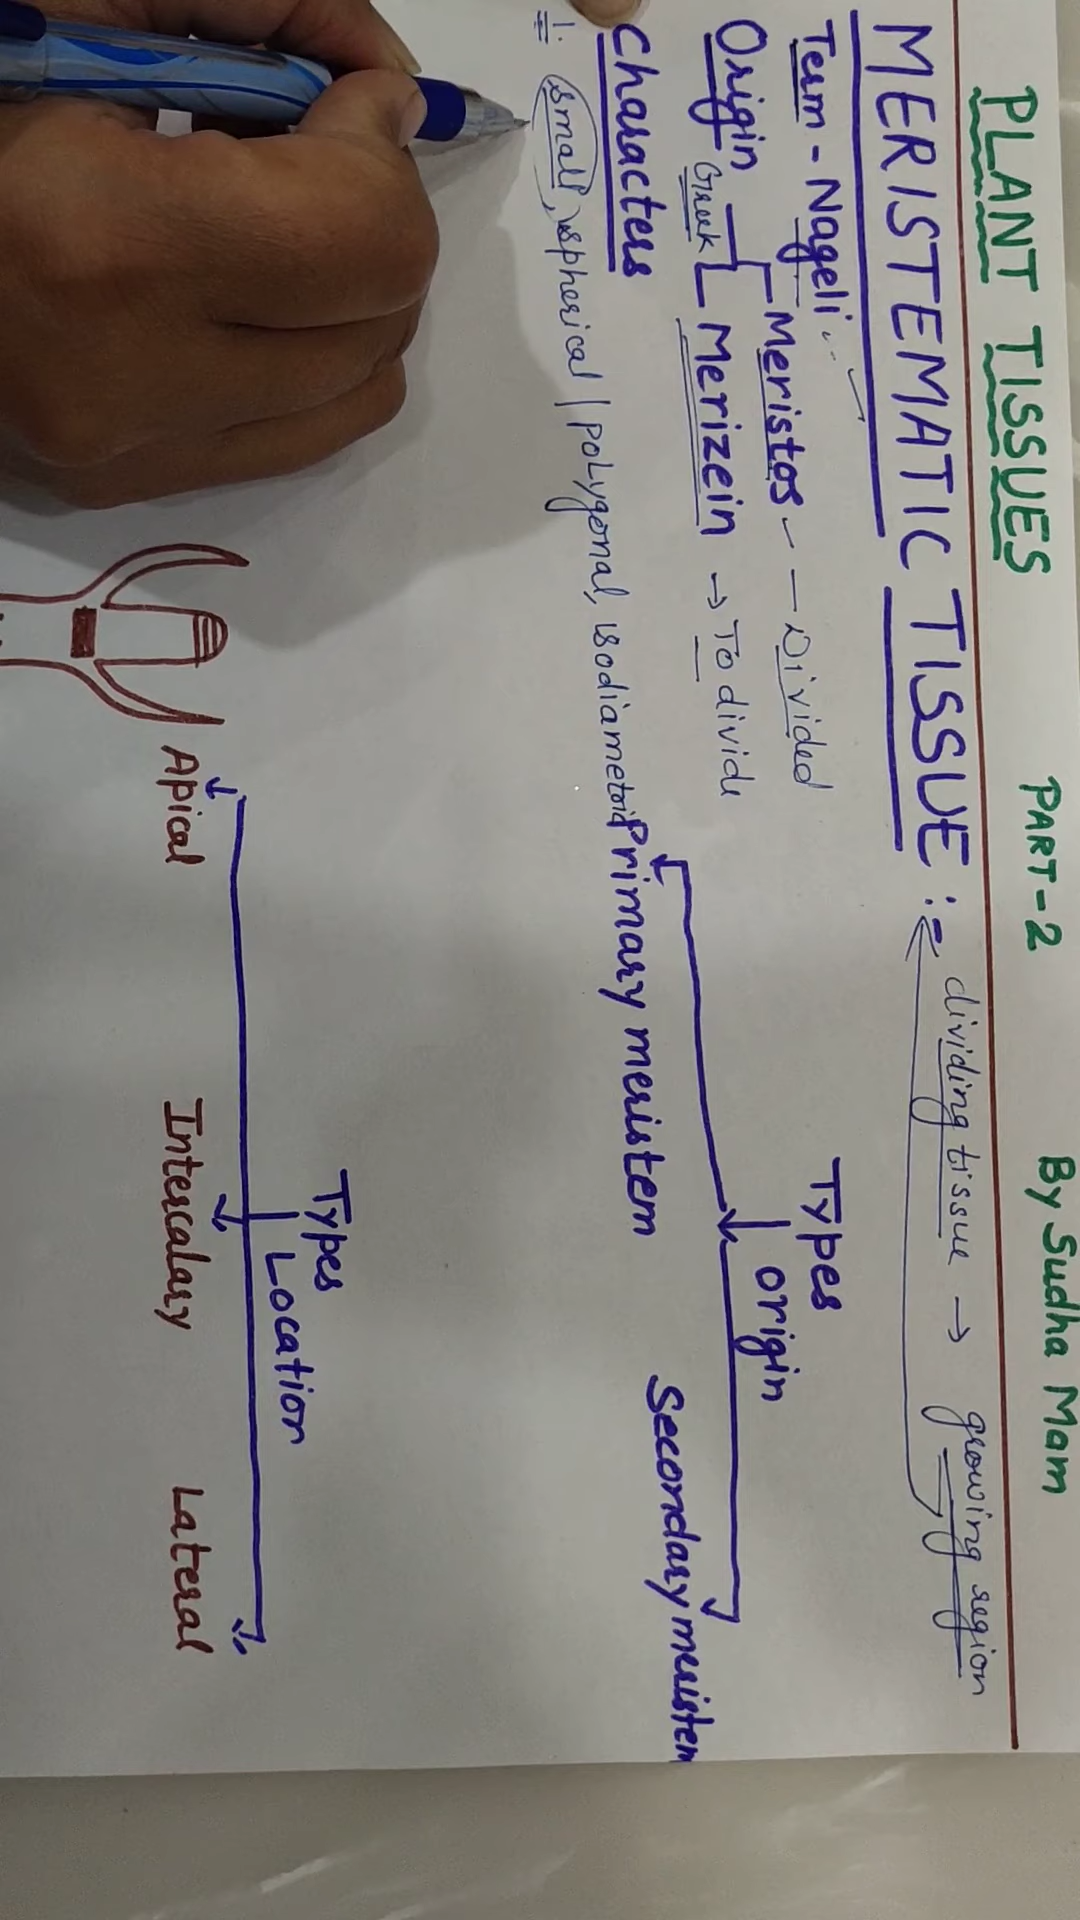 PLANT TISSUES PART-2 By Sudha Mam
MERISTEMATIC TISSUE :- dividing tissue → growing region
Term - Nageli
Origin Greek Meristos - - Divided
Merizein → To divide
Types
origin
Primary meristem Secondary meristem
Characters
1. small, spherical / polygonal, isodiametric
Types
Location
Apical Intercalary Lateral